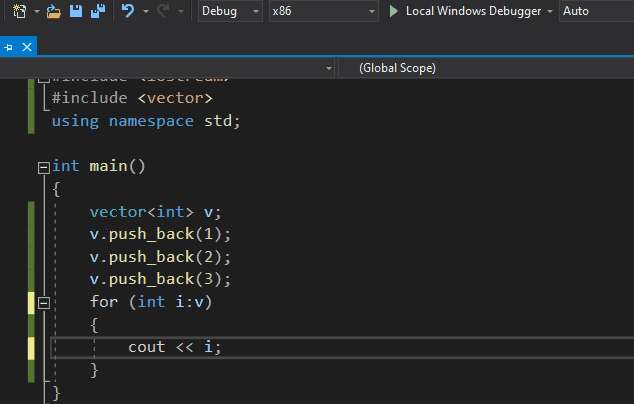 Debug x86 Local Windows Debugger Auto
(Global Scope)
#include <iostream>
#include <vector>
using namespace std;
int main()
{
vector<int> v;
v.push_back(1);
v.push_back(2);
v.push_back(3);
for (int i:v)
{
cout << i;
}
}